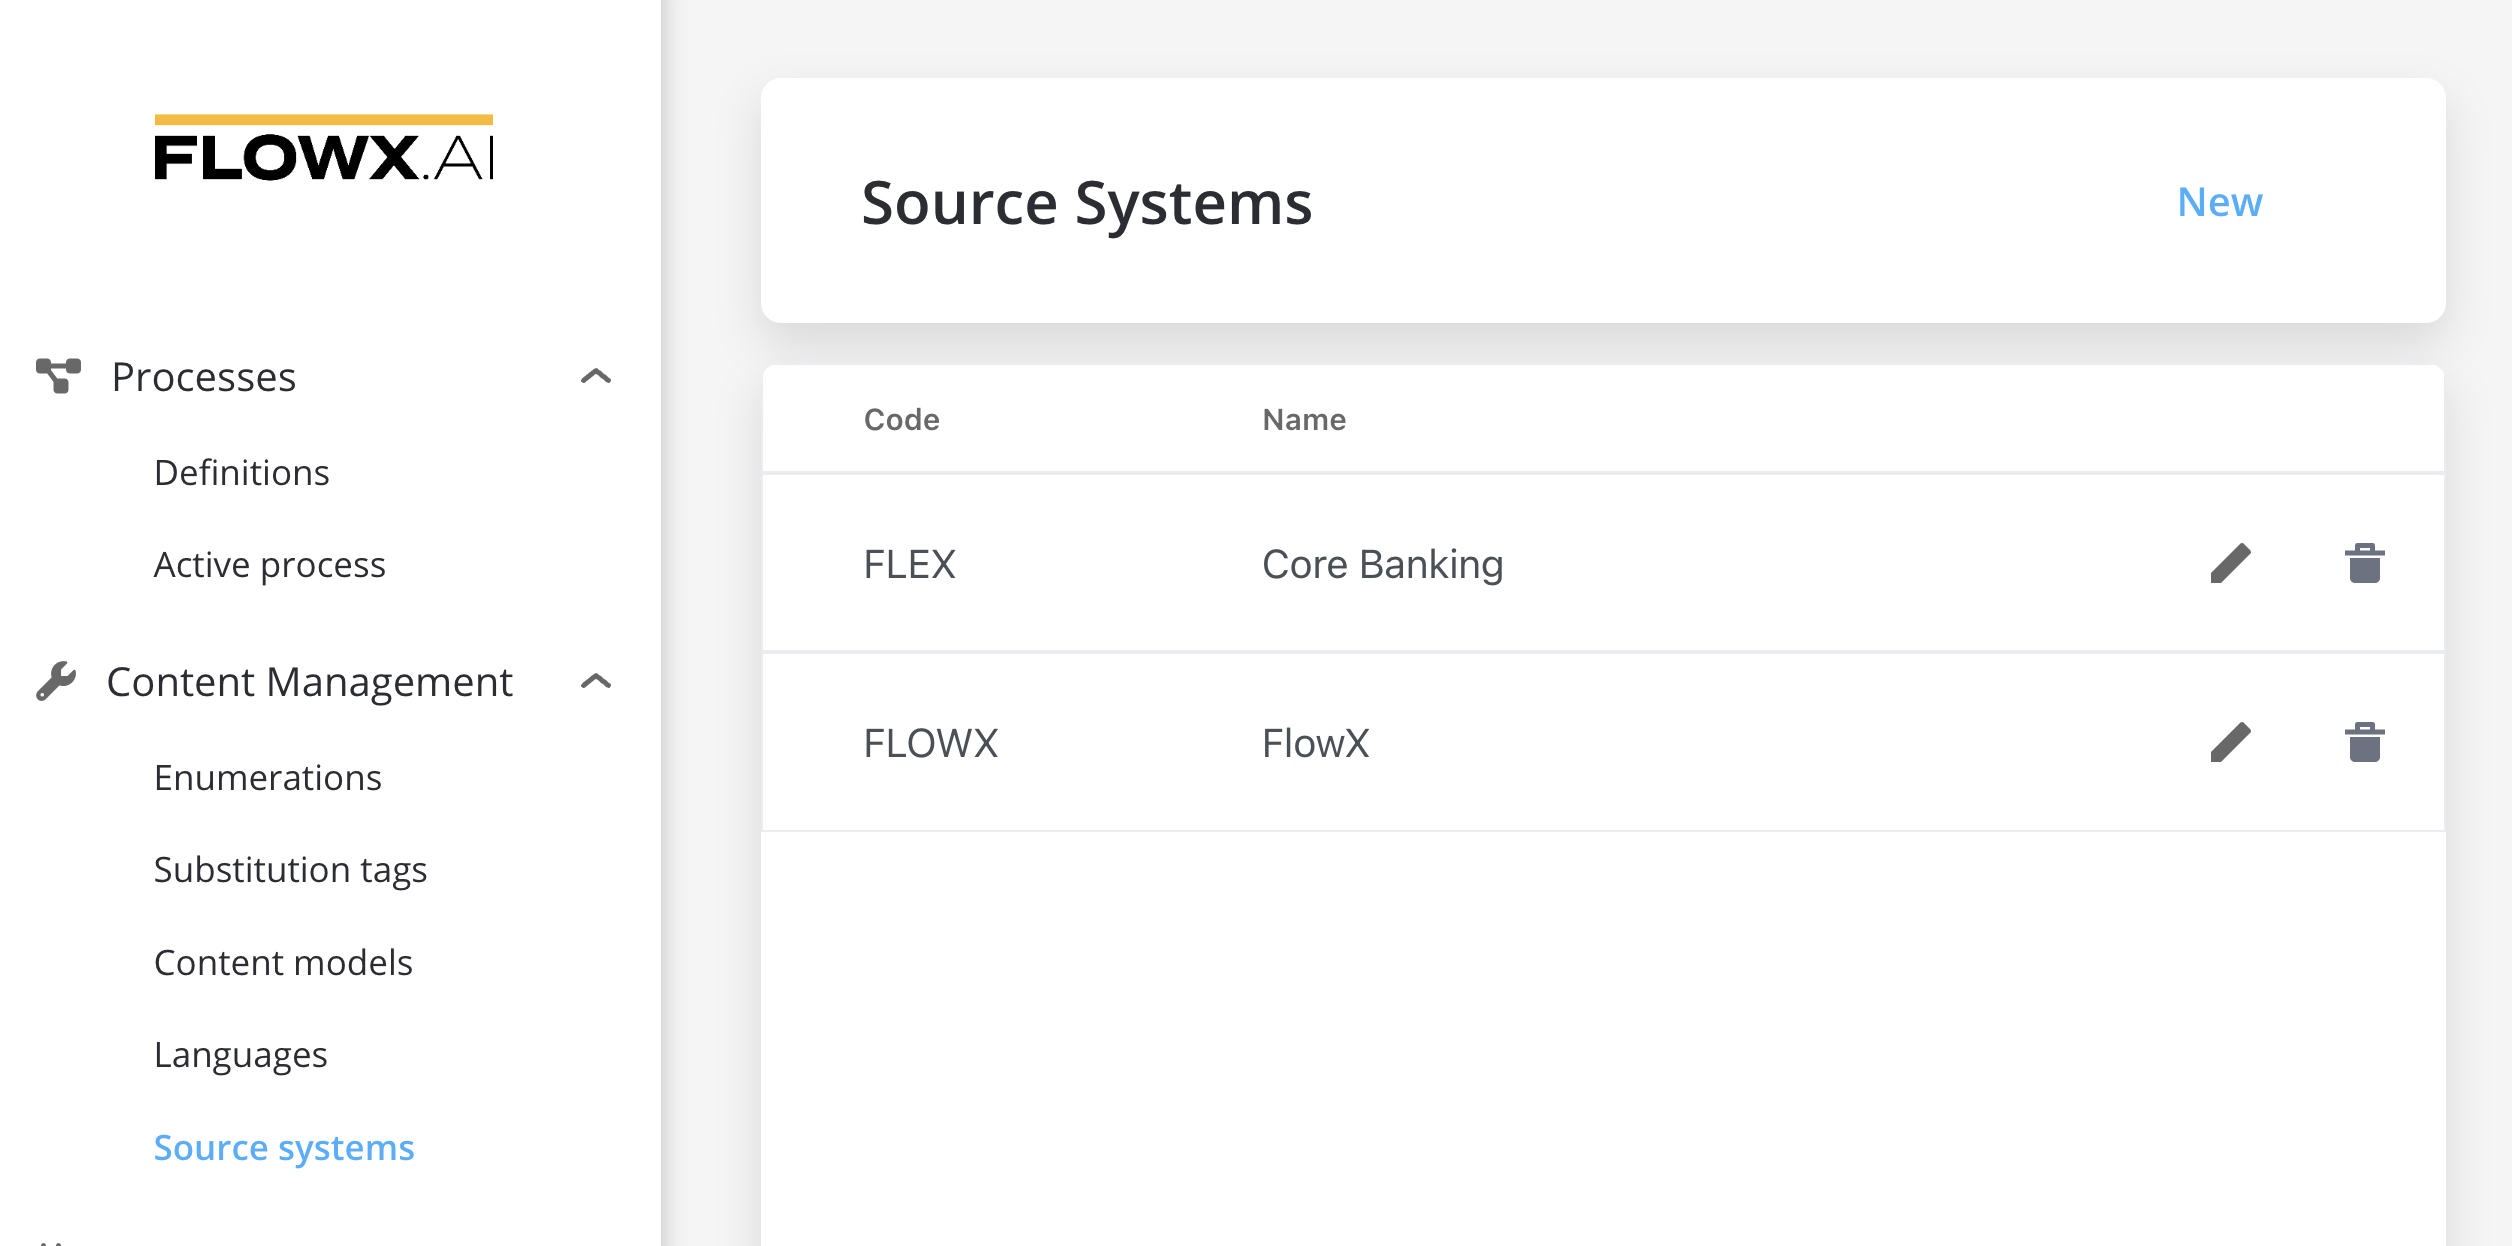 FLOWX.AI
Processes
Definitions
Active process
Content Management
Enumerations
Substitution tags
Content models
Languages
Source systems
Source Systems
New
Code Name
FLEX Core Banking
FLOWX FlowX